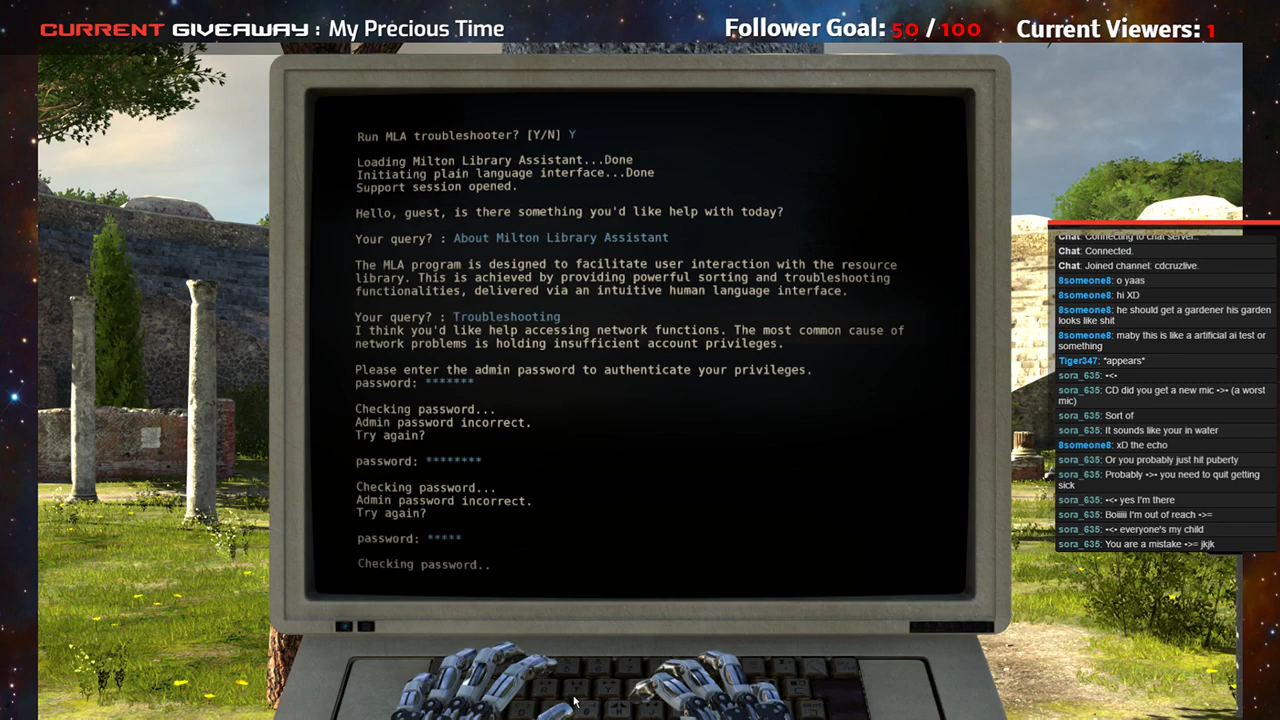 CURRENT GIVEAWAY : My Precious Time
Follower Goal: 50 / 100
Current Viewers: 1
Run MLA troubleshooter? [Y/N] Y
Loading Milton Library Assistant...Done
Initiating plain language interface...Done
Support session opened.
Hello, guest, is there something you'd like help with today?
Your query? : About Milton Library Assistant
The MLA program is designed to facilitate user interaction with the resource
library. This is achieved by providing powerful sorting and troubleshooting
functionalities, delivered via an intuitive human language interface.
Your query? : Troubleshooting
I think you'd like help accessing network functions. The most common cause of
network problems is holding insufficient account privileges.
Please enter the admin password to authenticate your privileges.
password: *******
Checking password...
Admin password incorrect.
Try again?
password: ********
Checking password...
Admin password incorrect.
Try again?
password: *****
Checking password..
Chat: Connecting to chat server..
Chat: Connected.
Chat: Joined channel: cdcruzlive.
8someone8: o yaas
8someone8: hi XD
8someone8: he should get a gardener his garden
looks like shit
8someone8: maby this is like a artificial ai test or
something
Tiger347: *appears*
sora_635: •<•
sora_635: CD did you get a new mic •>• (a worst
mic)
sora_635: Sort of
sora_635: It sounds like your in water
8someone8: xD the echo
sora_635: Or you probably just hit puberty
sora_635: Probably •>• you need to quit getting
sick
sora_635: •<• yes I'm there
sora_635: Boiiiii I'm out of reach •>=
sora_635: •<• everyone's my child
sora_635: You are a mistake •>= jkjk